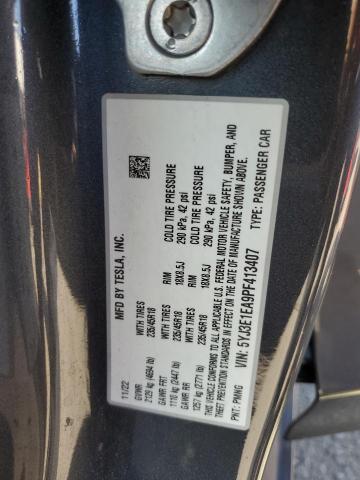 MFD BY TESLA, INC.
11/22
GVWR
2129 kg (4694 lb)
WITH TIRES
235/45R18
RIM
18X8.5J
COLD TIRE PRESSURE
290 kPa, 42 psi
GAWR FRT
1110 kg (2447 lb)
WITH TIRES
235/45R18
RIM
18X8.5J
COLD TIRE PRESSURE
290 kPa, 42 psi
GAWR RR
1257 kg (2771 lb)
WITH TIRES
235/45R18
THIS VEHICLE CONFORMS TO ALL APPLICABLE U.S. FEDERAL MOTOR VEHICLE SAFETY, BUMPER, AND
THEFT PREVENTION STANDARDS IN EFFECT ON THE DATE OF MANUFACTURE SHOWN ABOVE.
VIN: 5YJ3E1EA9PF413407
TYPE: PASSENGER CAR
PNT: PMNG